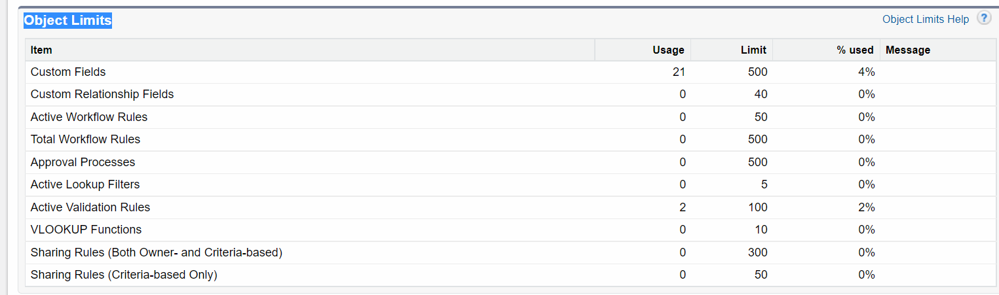 Object Limits
Object Limits Help ?
Item Usage Limit % used Message
Custom Fields 21 500 4%
Custom Relationship Fields 0 40 0%
Active Workflow Rules 0 50 0%
Total Workflow Rules 0 500 0%
Approval Processes 0 500 0%
Active Lookup Filters 0 5 0%
Active Validation Rules 2 100 2%
VLOOKUP Functions 0 10 0%
Sharing Rules (Both Owner- and Criteria-based) 0 300 0%
Sharing Rules (Criteria-based Only) 0 50 0%